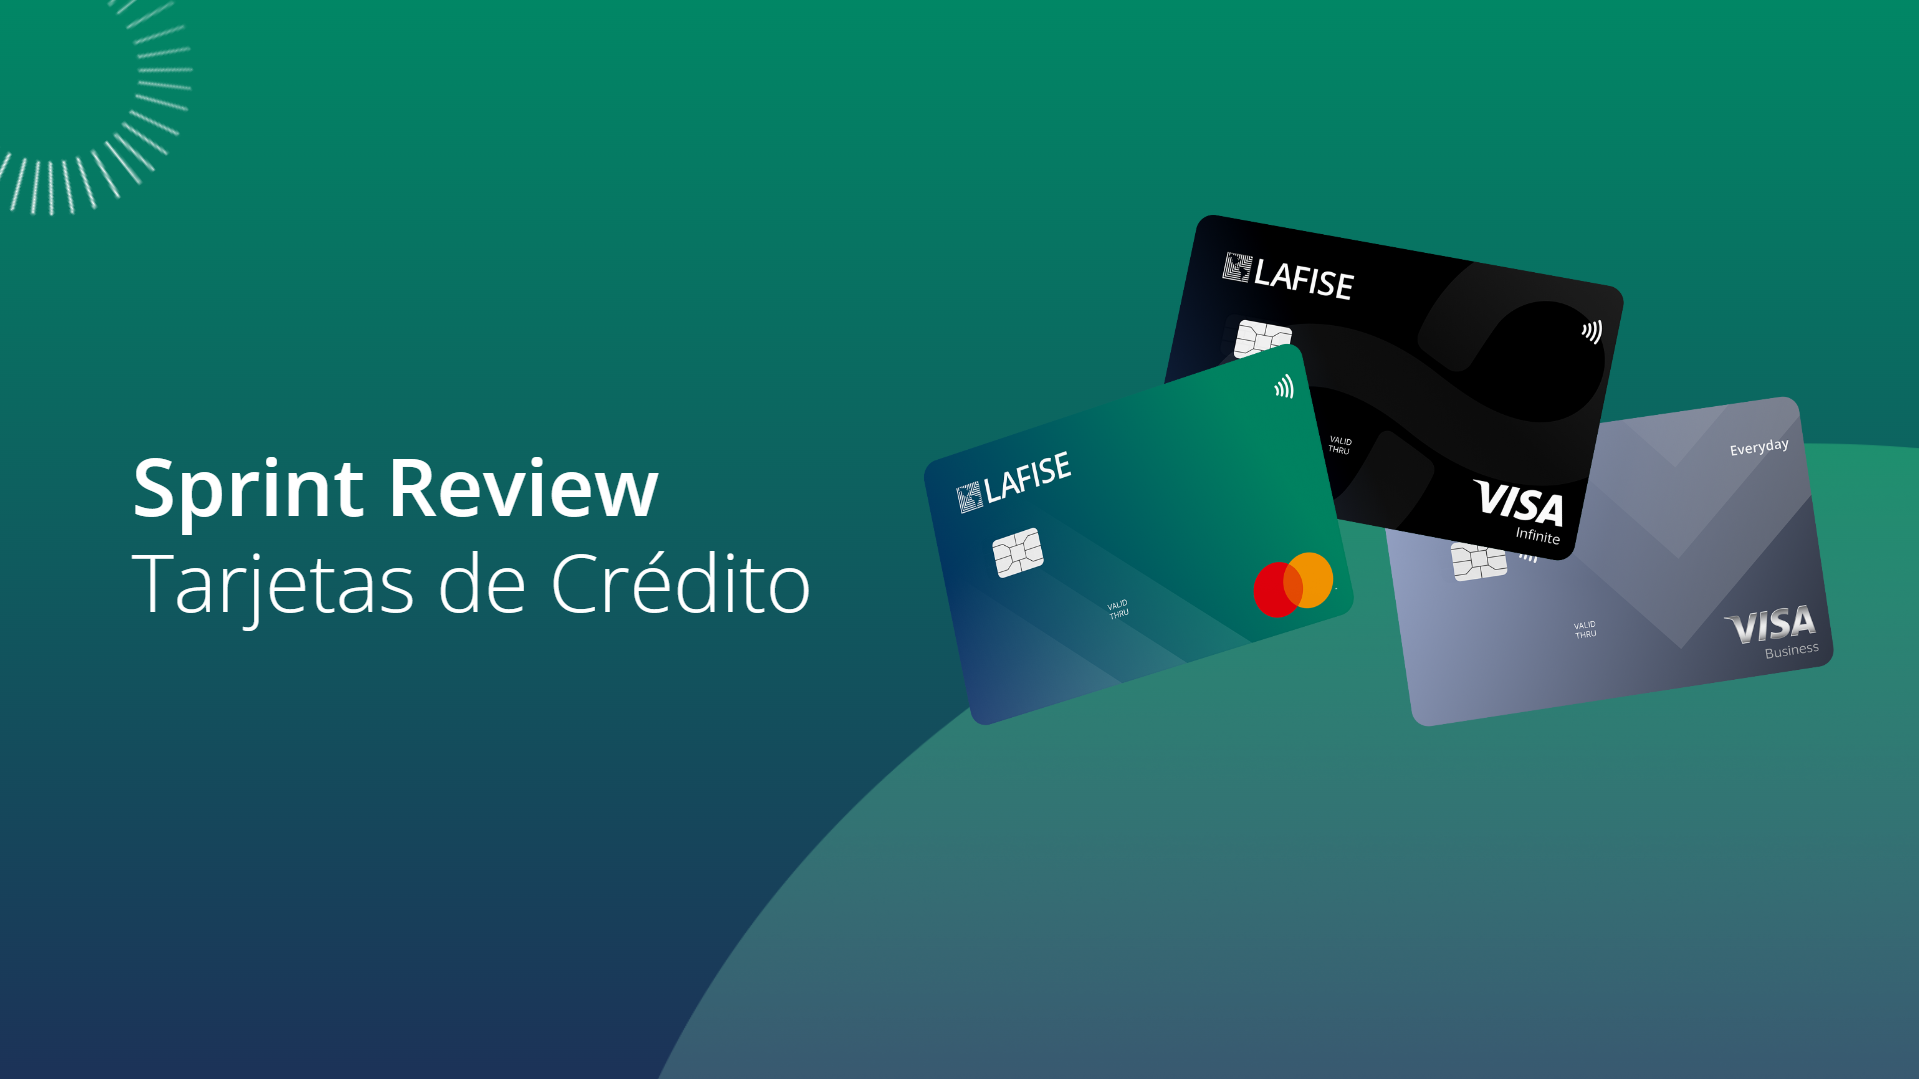 Sprint Review
Tarjetas de Crédito
LAFISE
VALID
THRU
VISA
Infinite
LAFISE
VALID
THRU
Everyday
VALID
THRU
VISA
Business